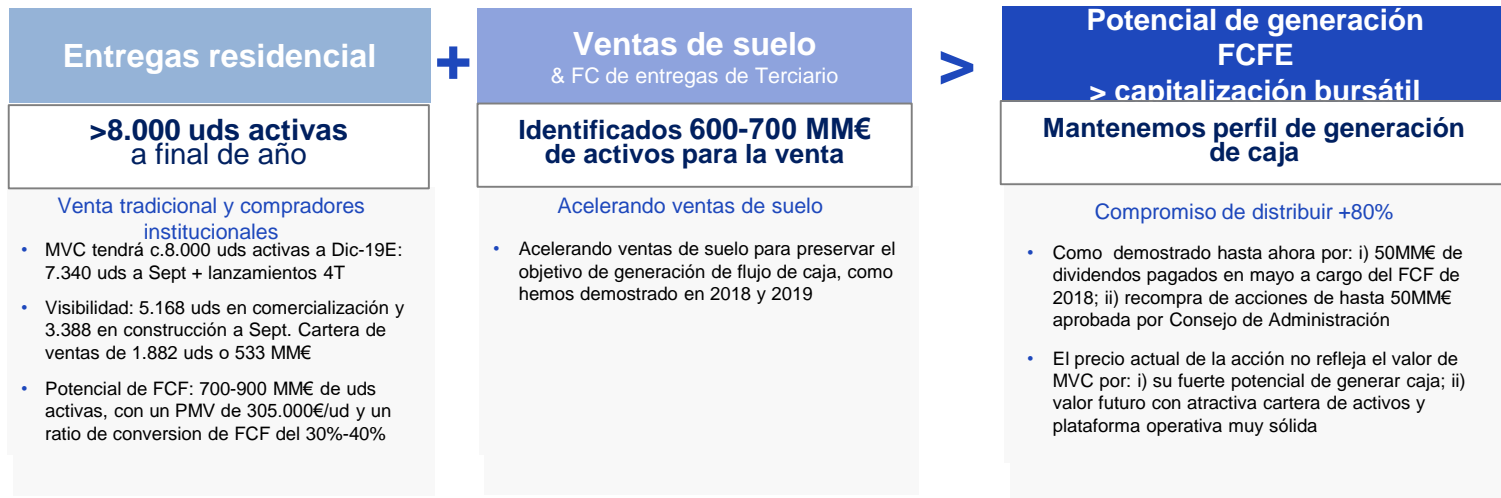 Entregas residencial
+
Ventas de suelo
& FC de entregas de Terciario
>
Potencial de generación
FCFE
> capitalización bursátil
>8.000 uds activas
a final de año
Identificados 600-700 MM€
de activos para la venta
Mantenemos perfil de generación
de caja
Venta tradicional y compradores
institucionales
• MVC tendrá c.8.000 uds activas a Dic-19E:
7.340 uds a Sept + lanzamientos 4T
• Visibilidad: 5.168 uds en comercialización y
3.388 en construcción a Sept. Cartera de
ventas de 1.882 uds o 533 MM€
• Potencial de FCF: 700-900 MM€ de uds
activas, con un PMV de 305.000€/ud y un
ratio de conversion de FCF del 30%-40%
Acelerando ventas de suelo
• Acelerando ventas de suelo para preservar el
objetivo de generación de flujo de caja, como
hemos demostrado en 2018 y 2019
Compromiso de distribuir +80%
• Como demostrado hasta ahora por: i) 50MM€ de
dividendos pagados en mayo a cargo del FCF de
2018; ii) recompra de acciones de hasta 50MM€
aprobada por Consejo de Administración
• El precio actual de la acción no refleja el valor de
MVC por: i) su fuerte potencial de generar caja; ii)
valor futuro con atractiva cartera de activos y
plataforma operativa muy sólida